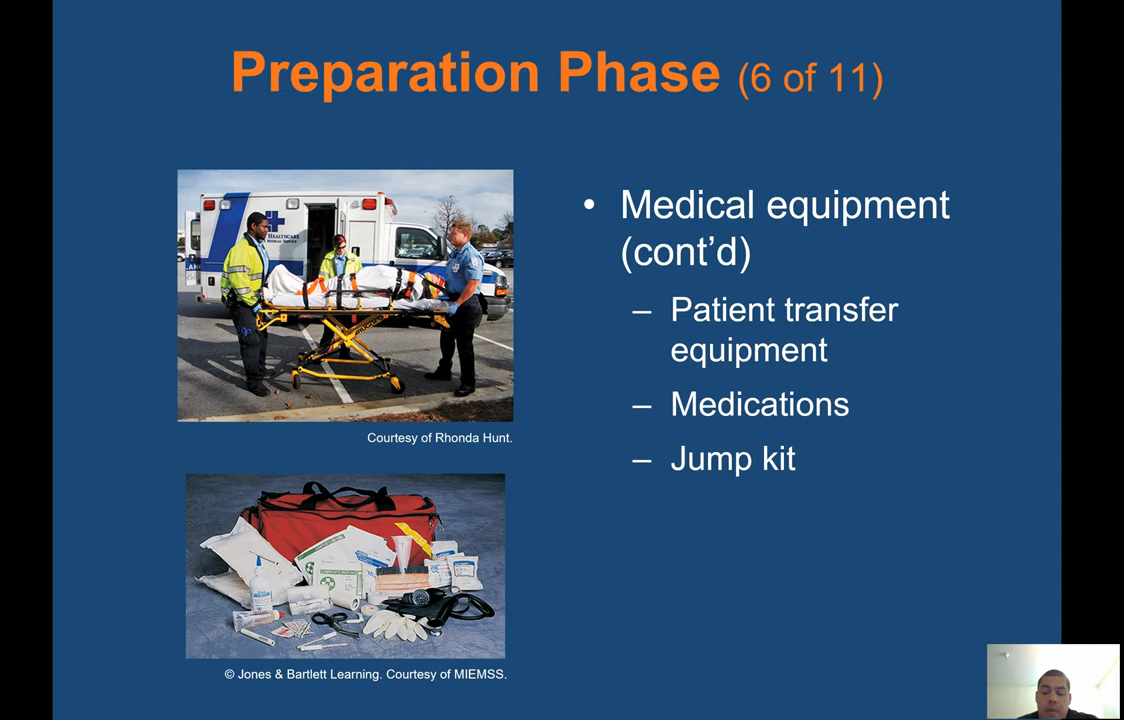 Preparation Phase (6 of 11)
HEALTHCARE
• Medical equipment
(cont’d)
– Patient transfer
equipment
– Medications
– Jump kit
Courtesy of Rhonda Hunt.
© Jones & Bartlett Learning. Courtesy of MIEMSS.